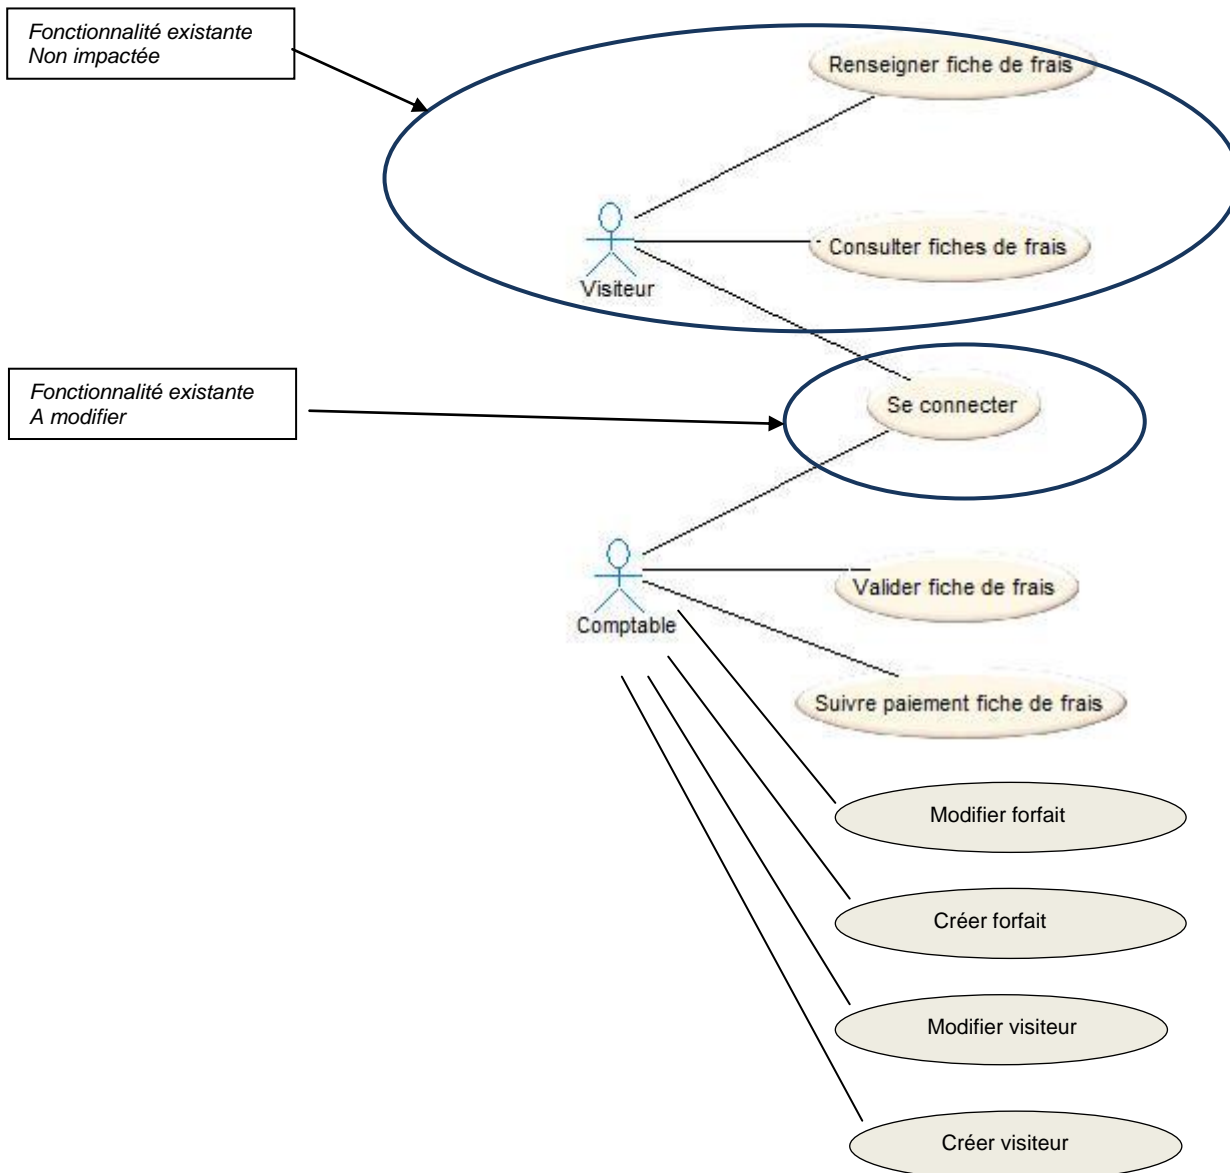 Fonctionnalité existante
Non impactée
Renseigner fiche de frais
Consulter fiches de frais
Visiteur
Fonctionnalité existante
A modifier
Se connecter
Valider fiche de frais
Comptable
Suivre paiement fiche de frais
Modifier forfait
Créer forfait
Modifier visiteur
Créer visiteur